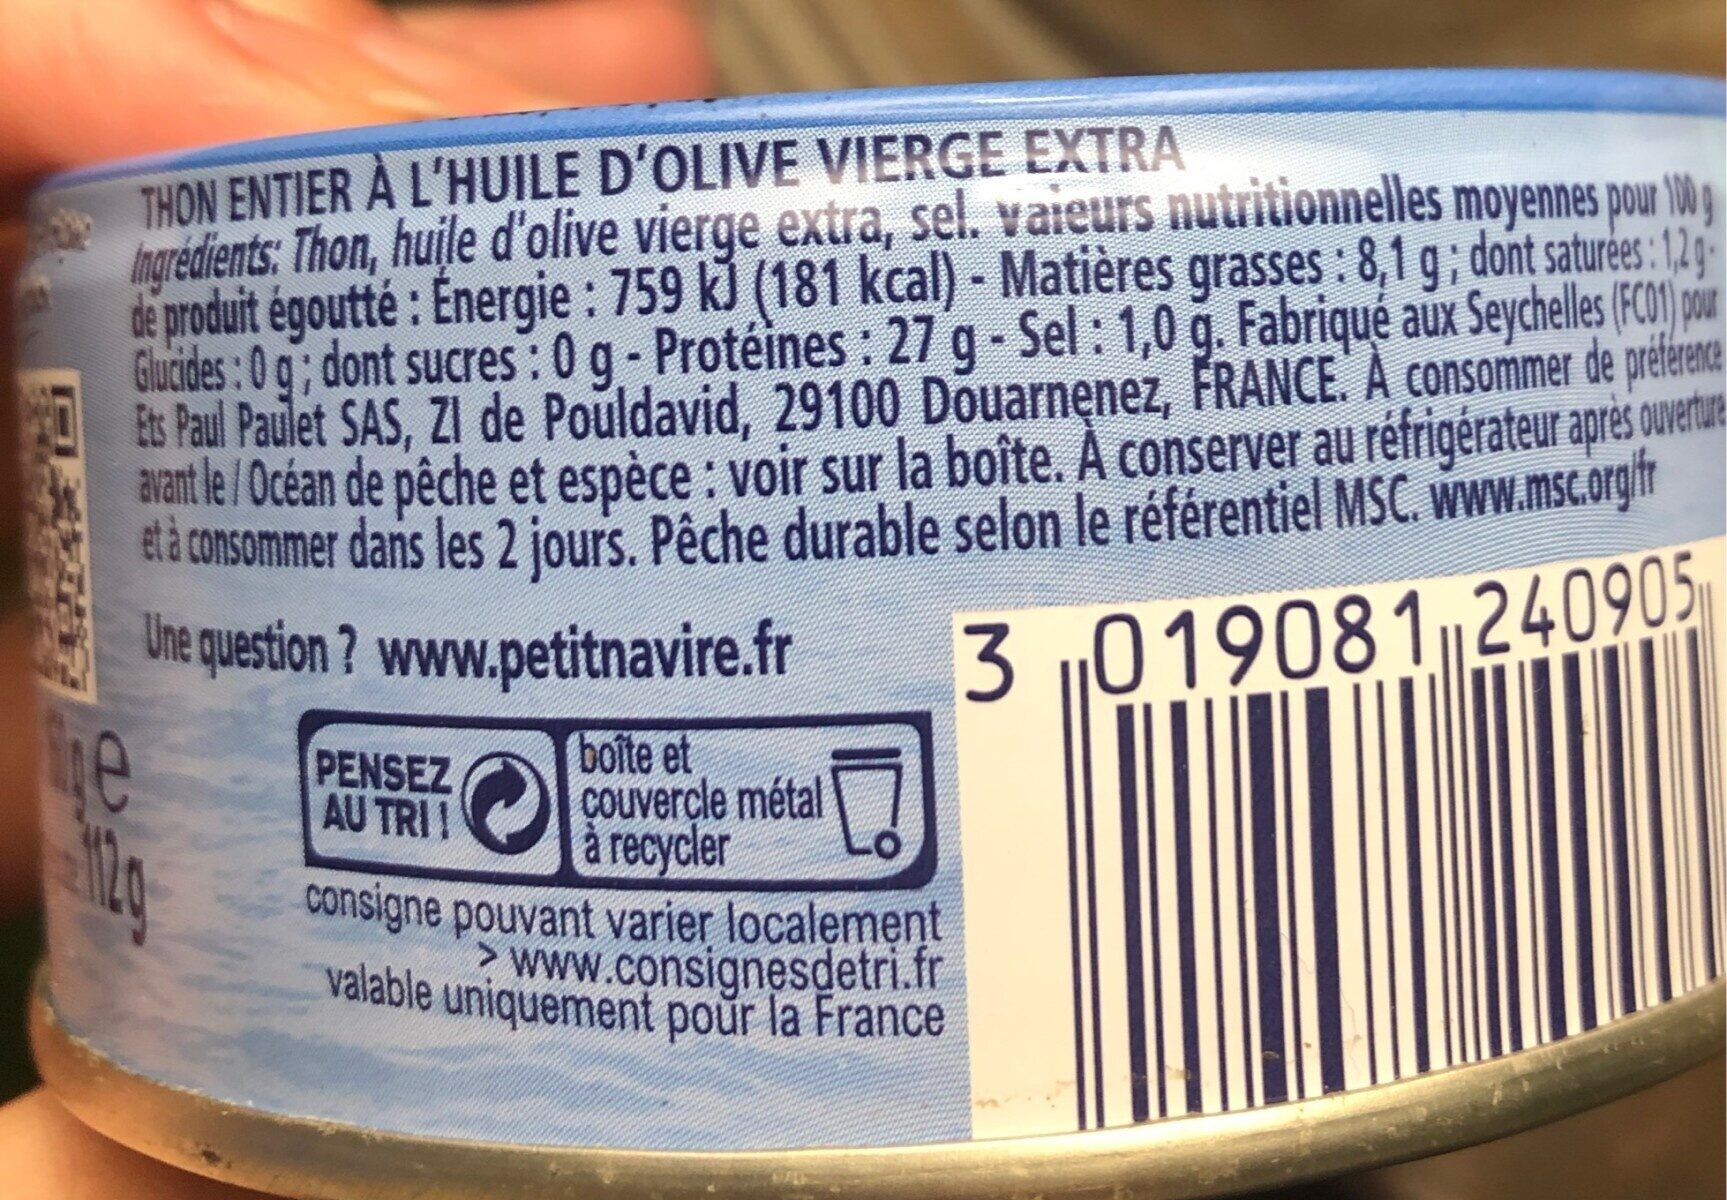 THON ENTIER À L'HUILE D'OLIVE VIERGE EXTRA
Ingrédients: Thon, huile d'olive vierge extra, sel. Valeurs nutritionnelles moyennes pour 100 g
de produit égoutté : Énergie : 759 kJ (181 kcal) - Matières grasses : 8,1 g ; dont saturées : 1,2 g -
Glucides : 0 g ; dont sucres : 0 g - Protéines : 27 g - Sel : 1,0 g. Fabriqué aux Seychelles (FC01) pour
Ets Paul Paulet SAS, ZI de Pouldavid, 29100 Douarnenez, FRANCE. À consommer de préférence
avant le / Océan de pêche et espèce : voir sur la boîte. À conserver au réfrigérateur après ouverture
et à consommer dans les 2 jours. Pêche durable selon le référentiel MSC. www.msc.org/fr
Une question ? www.petitnavire.fr
3 019081 240905
PENSEZ
AU TRI !
boîte et
couvercle métal
à recycler
consigne pouvant varier localement
> www.consignesdetri.fr
valable uniquement pour la France
g e
112g